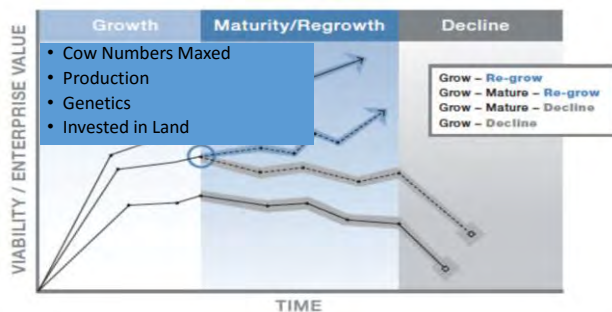 Growth
Maturity/Regrowth
Decline
• Cow Numbers Maxed
• Production
• Genetics
• Invested in Land
Grow – Re-grow
Grow – Mature – Re-grow
Grow – Mature – Decline
Grow – Decline
VIABILITY / ENTERPRISE VALUE
TIME